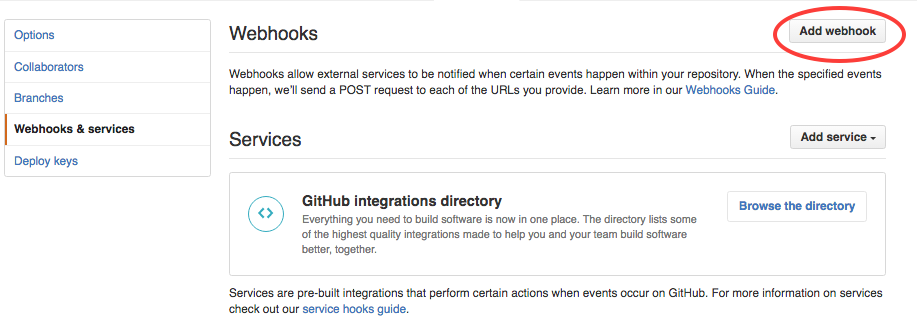 Options
Collaborators
Branches
Webhooks & services
Deploy keys
Webhooks
Add webhook
Webhooks allow external services to be notified when certain events happen within your repository. When the specified events
happen, we'll send a POST request to each of the URLs you provide. Learn more in our Webhooks Guide.
Services
Add service
GitHub integrations directory
Everything you need to build software is now in one place. The directory lists some
of the highest quality integrations made to help you and your team build software
better, together.
Browse the directory
Services are pre-built integrations that perform certain actions when events occur on GitHub. For more information on services
check out our service hooks guide.